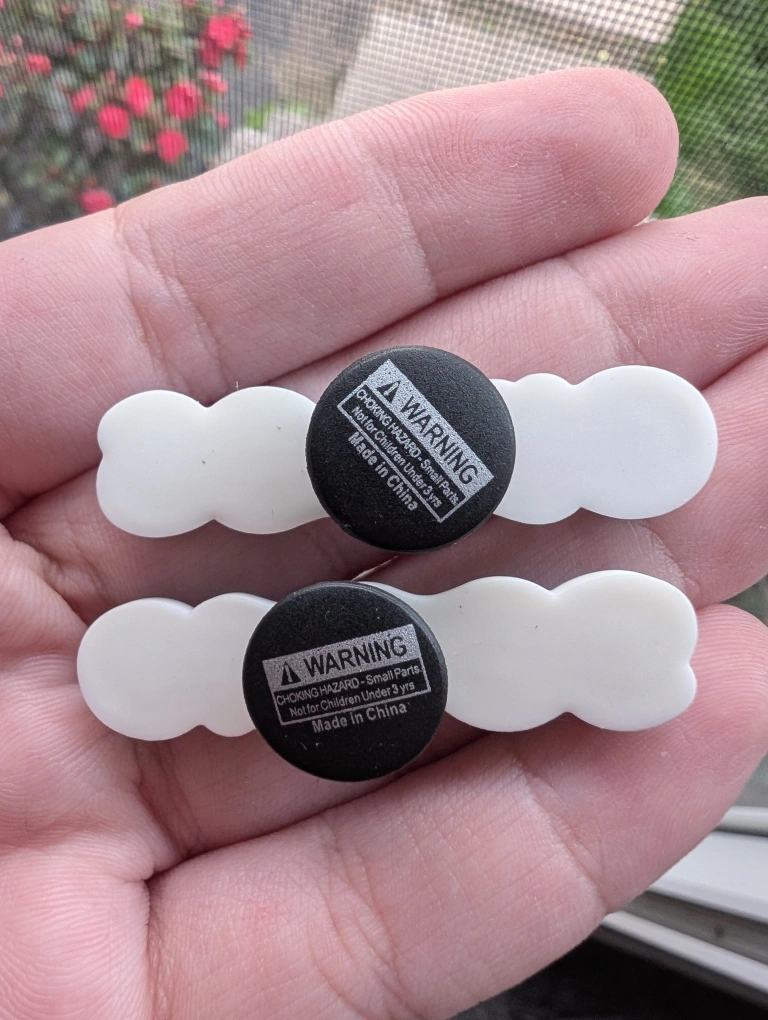 ⚠ WARNING
CHOKING HAZARD - Small Parts.
Not for Children Under 3 yrs
Made in China
⚠ WARNING
CHOKING HAZARD - Small Parts.
Not for Children Under 3 yrs
Made in China